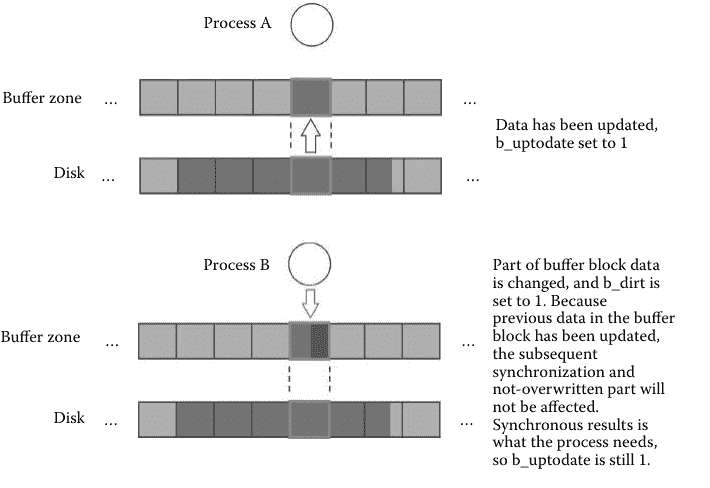 Process A
Buffer zone ... ...
Data has been updated,
b_uptodate set to 1
Disk ... ...
Process B
Part of buffer block data
is changed, and b_dirt is
set to 1. Because
previous data in the buffer
block has been updated,
the subsequent
synchronization and
not-overwritten part will
not be affected.
Synchronous results is
what the process needs,
so b_uptodate is still 1.
Buffer zone ... ...
Disk ... ...